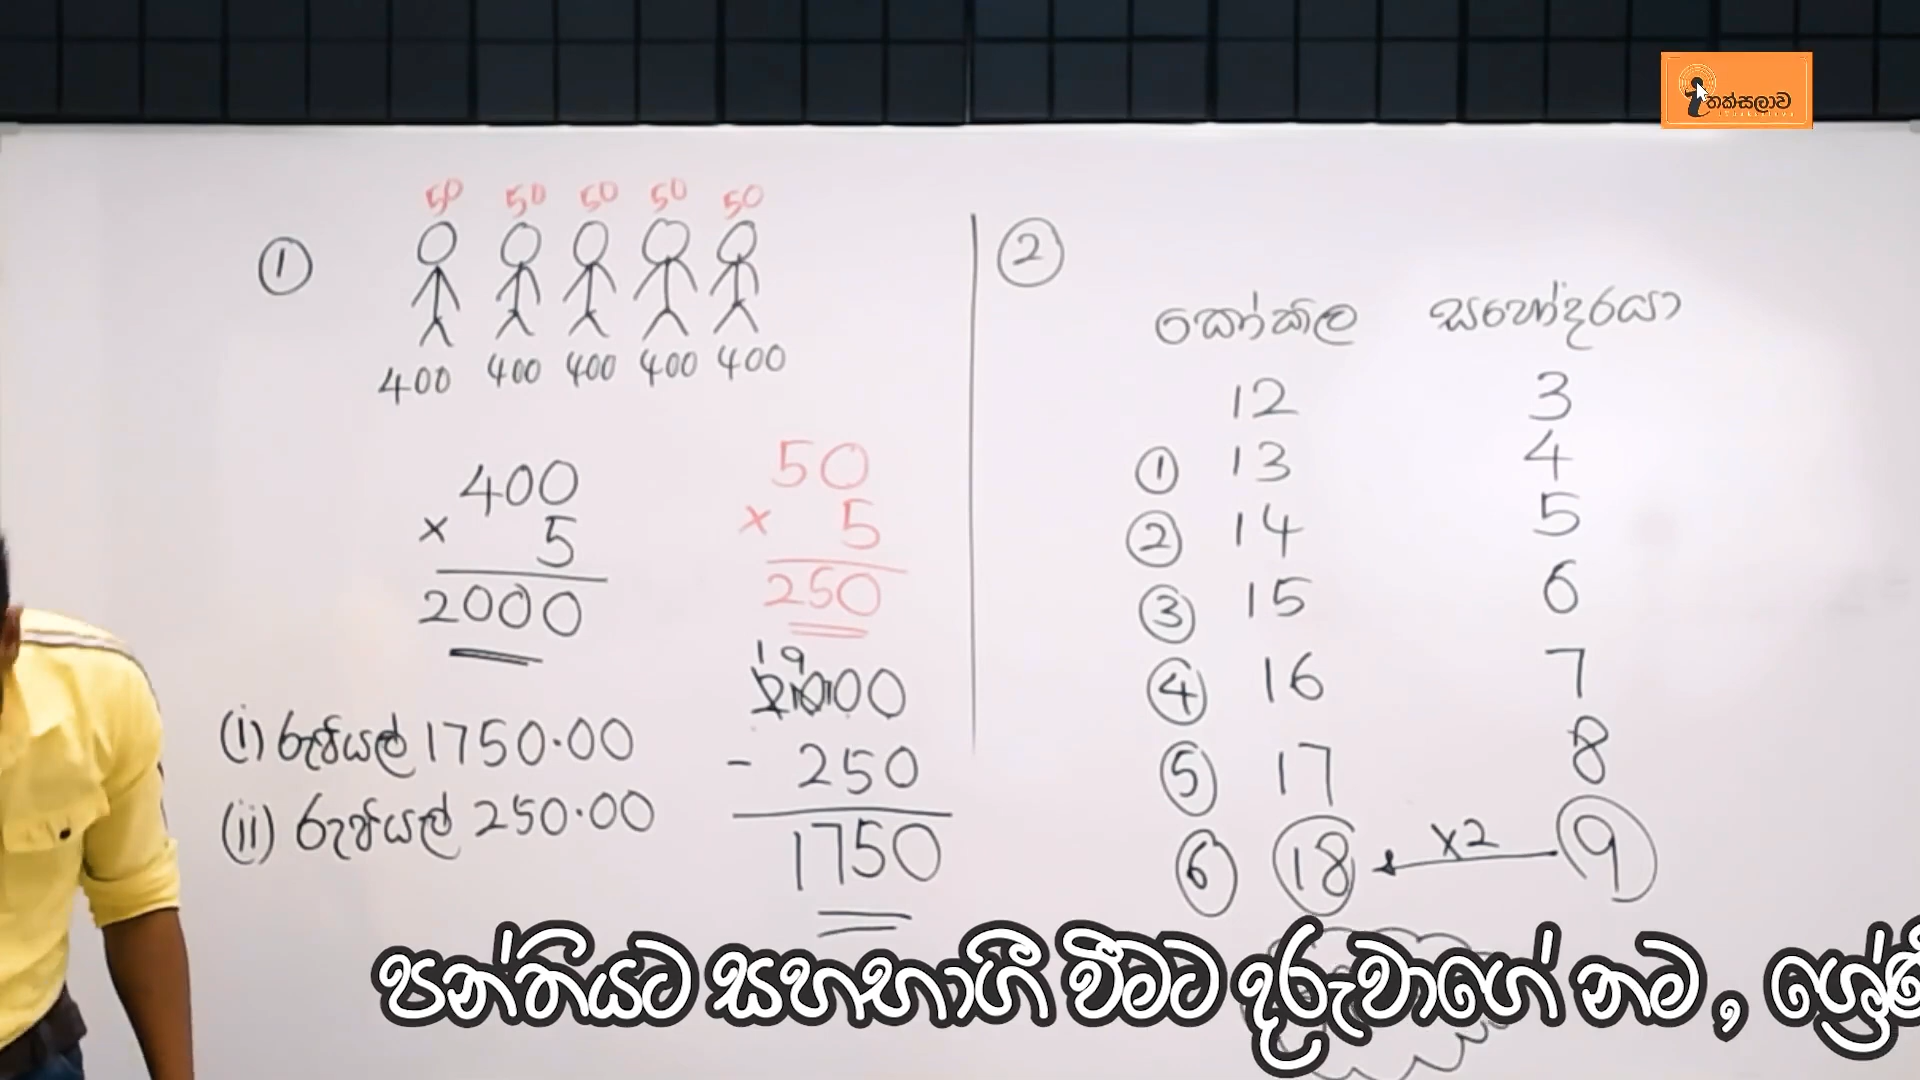 තක්සලාව
① 50 50 50 50 50
400 400 400 400 400
400
× 5
2000
50
× 5
250
1 9
2000
- 250
1750
(i) රුපියල් 1750.00
(ii) රුපියල් 250.00
②
කෝකිල සහෝදරයා
12 3
① 13 4
② 14 5
③ 15 6
④ 16 7
⑤ 17 8
⑥ 18 ×2 9
පන්තියට සහභාගී වීමට දරුවාගේ නම ,